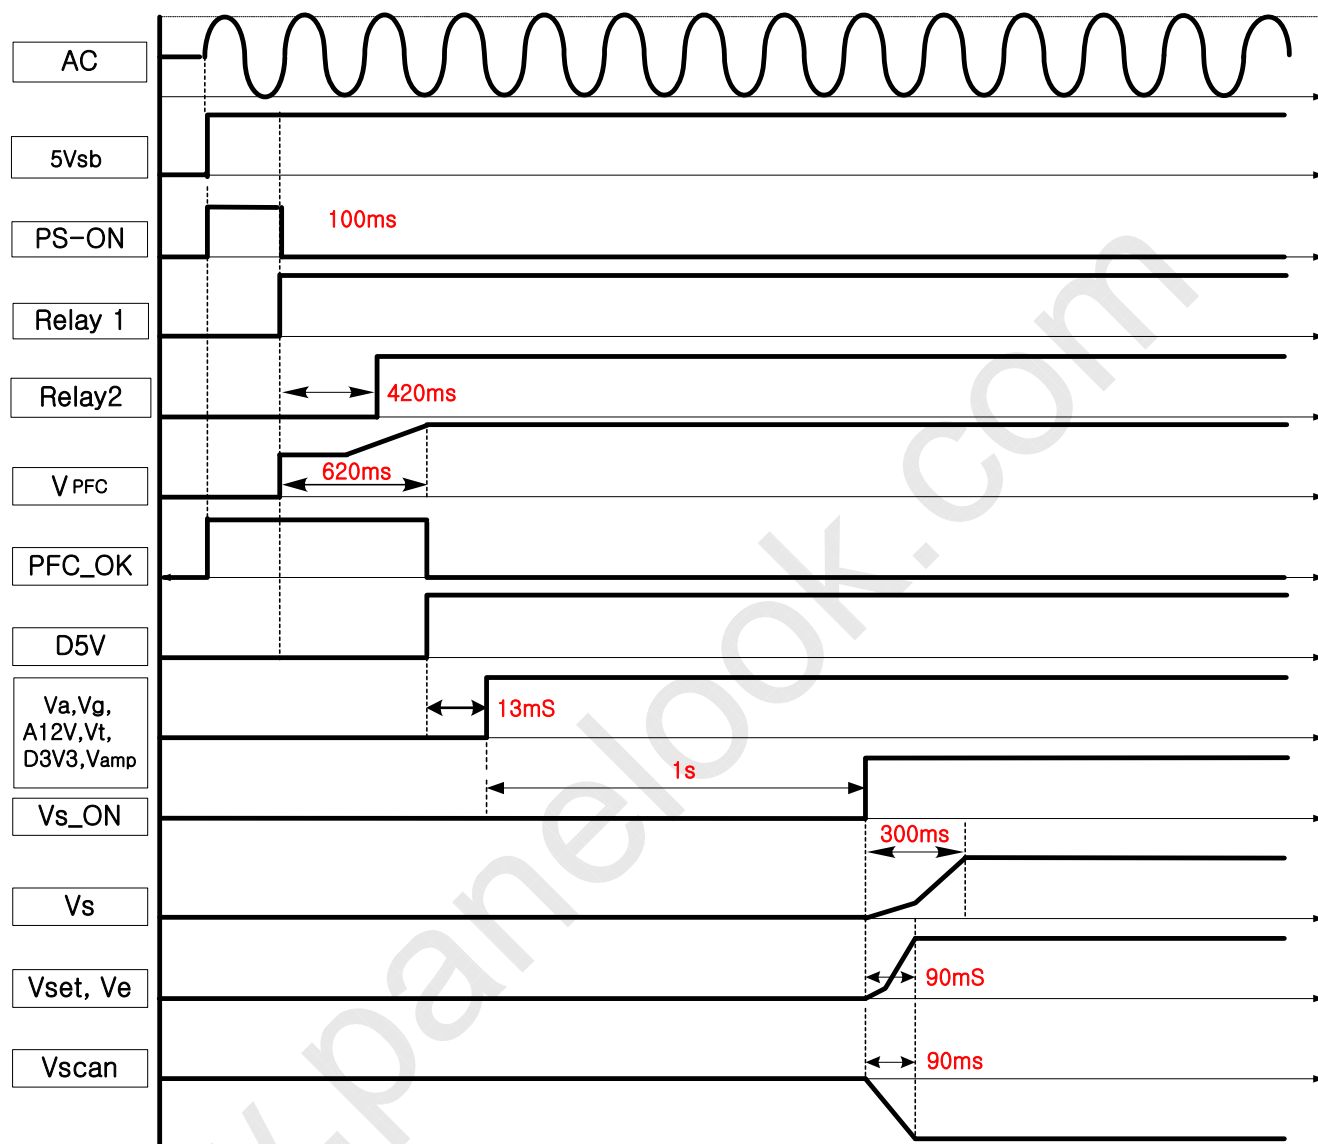 AC
5Vsb
PS-ON
100ms
Relay 1
Relay2
420ms
V PFC
620ms
PFC_OK
D5V
Va,Vg,
A12V,Vt,
D3V3,Vamp
13mS
1s
Vs_ON
300ms
Vs
Vset, Ve
90mS
Vscan
90ms
.panelook.com